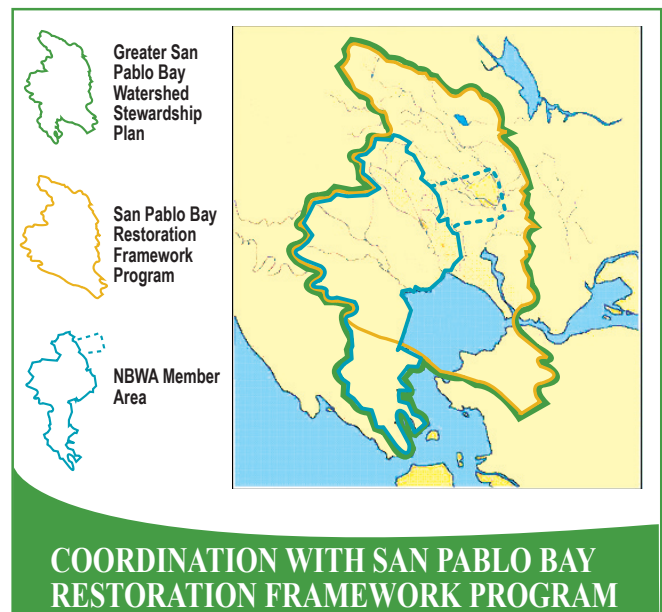 Greater San
Pablo Bay
Watershed
Stewardship
Plan
San Pablo Bay
Restoration
Framework
Program
NBWA Member
Area
COORDINATION WITH SAN PABLO BAY
RESTORATION FRAMEWORK PROGRAM